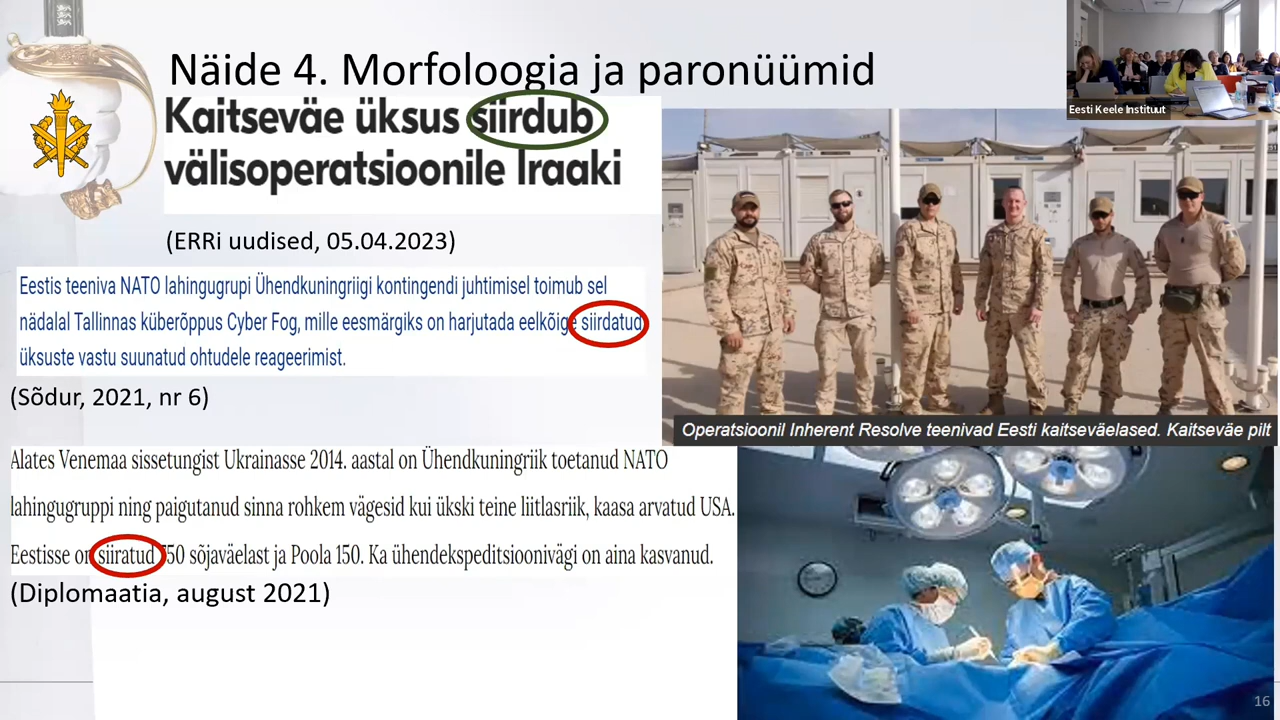 Näide 4. Morfoloogia ja paronüümid
Eesti Keele Instituut
Kaitseväe üksus siirdub
välisoperatsioonile Iraaki
(ERRi uudised, 05.04.2023)
Eestis teeniva NATO lahingugrupi Ühendkuningriigi kontingendi juhtimisel toimub sel
nädalal Tallinnas küberõppus Cyber Fog, mille eesmärgiks on harjutada eelkõige siirdatud
üksuste vastu suunatud ohtudele reageerimist.
(Sõdur, 2021, nr 6)
Operatsioonil Inherent Resolve teenivad Eesti kaitseväelased. Kaitseväe pilt
Alates Venemaa sissetungist Ukrainasse 2014. aastal on Ühendkuningriik toetanud NATO
lahingugruppi ning paigutanud sinna rohkem vägesid kui ükski teine liitlasriik, kaasa arvatud USA.
Eestisse on siiratud 750 sõjaväelast ja Poola 150. Ka ühendekspeditsioonivägi on aina kasvanud.
(Diplomaatia, august 2021)
16